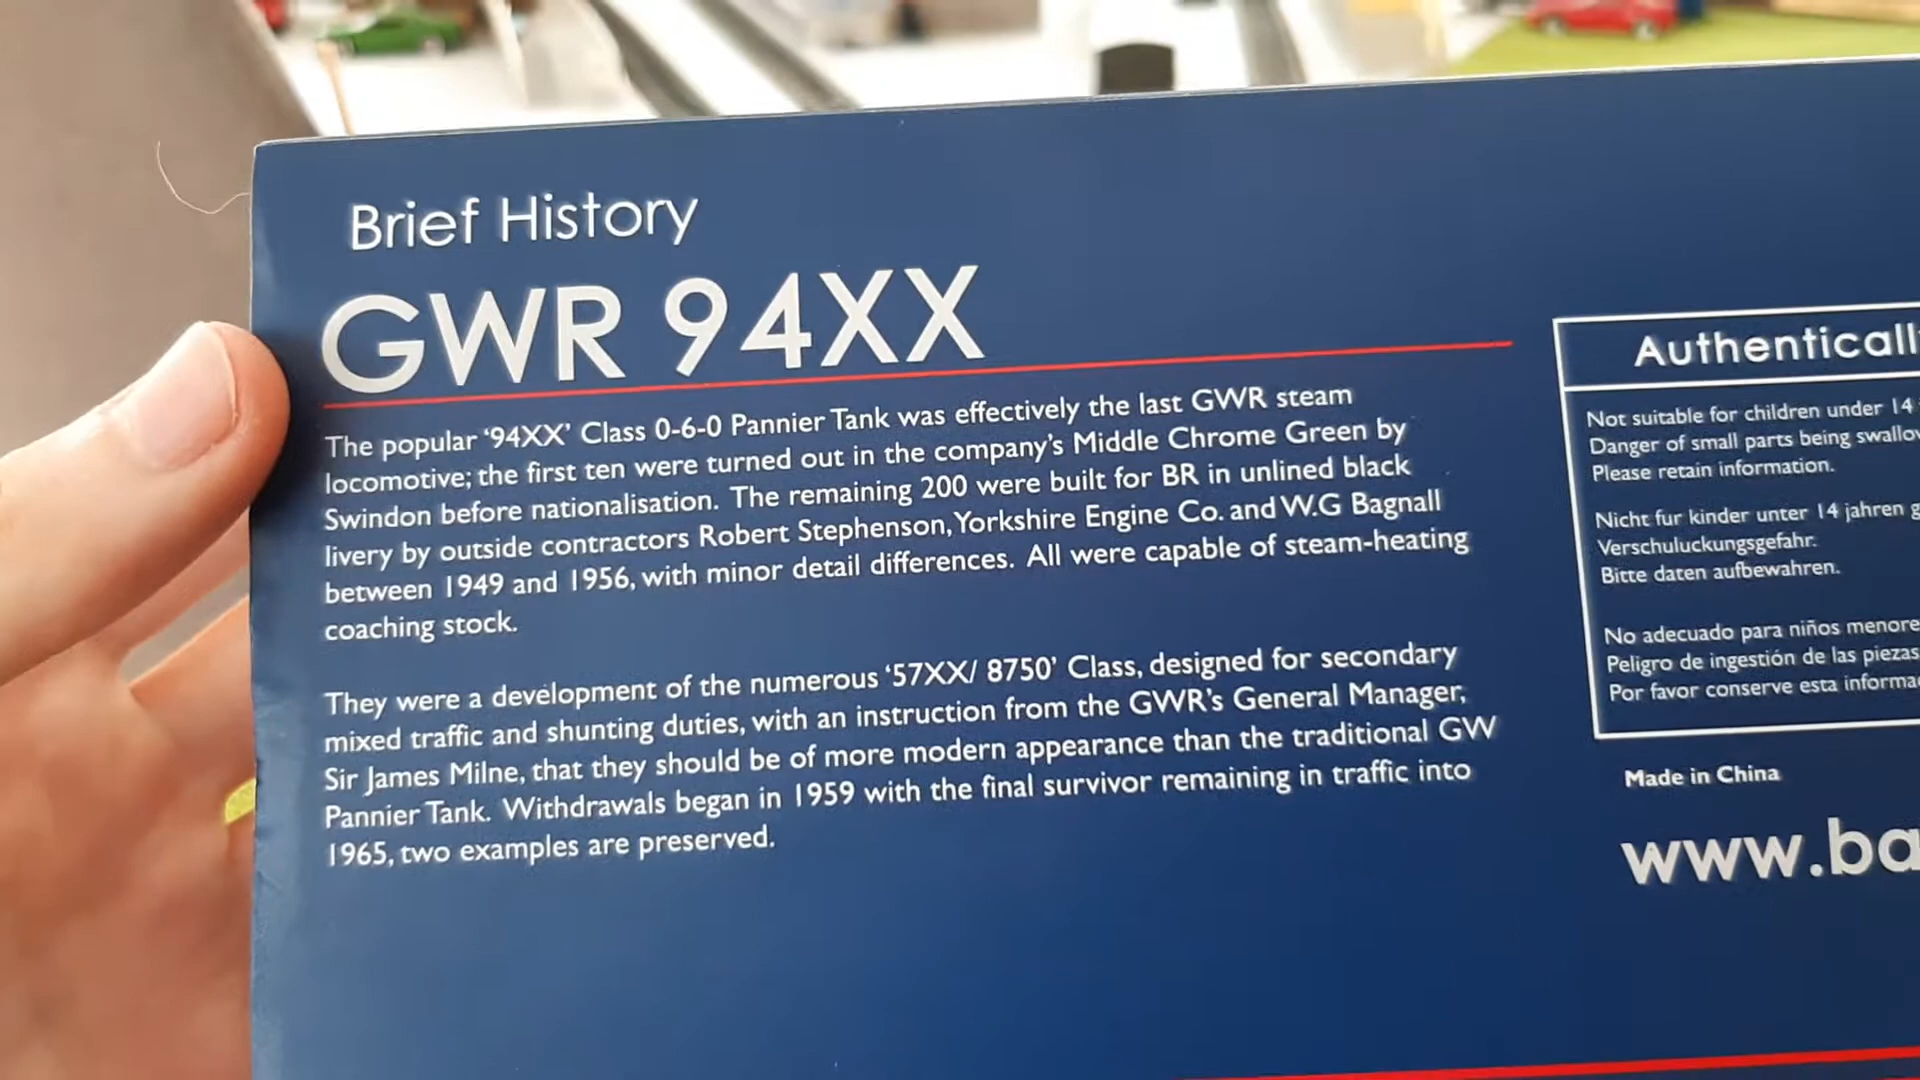 Brief History
GWR 94XX
The popular ‘94XX’ Class 0-6-0 Pannier Tank was effectively the last GWR steam
locomotive; the first ten were turned out in the company’s Middle Chrome Green by
Swindon before nationalisation. The remaining 200 were built for BR in unlined black
livery by outside contractors Robert Stephenson, Yorkshire Engine Co. and W.G Bagnall
between 1949 and 1956, with minor detail differences. All were capable of steam-heating
coaching stock.
They were a development of the numerous ‘57XX/ 8750’ Class, designed for secondary
mixed traffic and shunting duties, with an instruction from the GWR’s General Manager,
Sir James Milne, that they should be of more modern appearance than the traditional GW
Pannier Tank. Withdrawals began in 1959 with the final survivor remaining in traffic into
1965, two examples are preserved.
Authenticall
Not suitable for children under 14
Danger of small parts being swallow
Please retain information.
Nicht fur kinder unter 14 jahren g
Verschuluckungsgefahr.
Bitte daten aufbewahren.
No adecuado para niños menore
Peligro de ingestión de las piezas
Por favor conserve esta informa
Made in China
www.ba